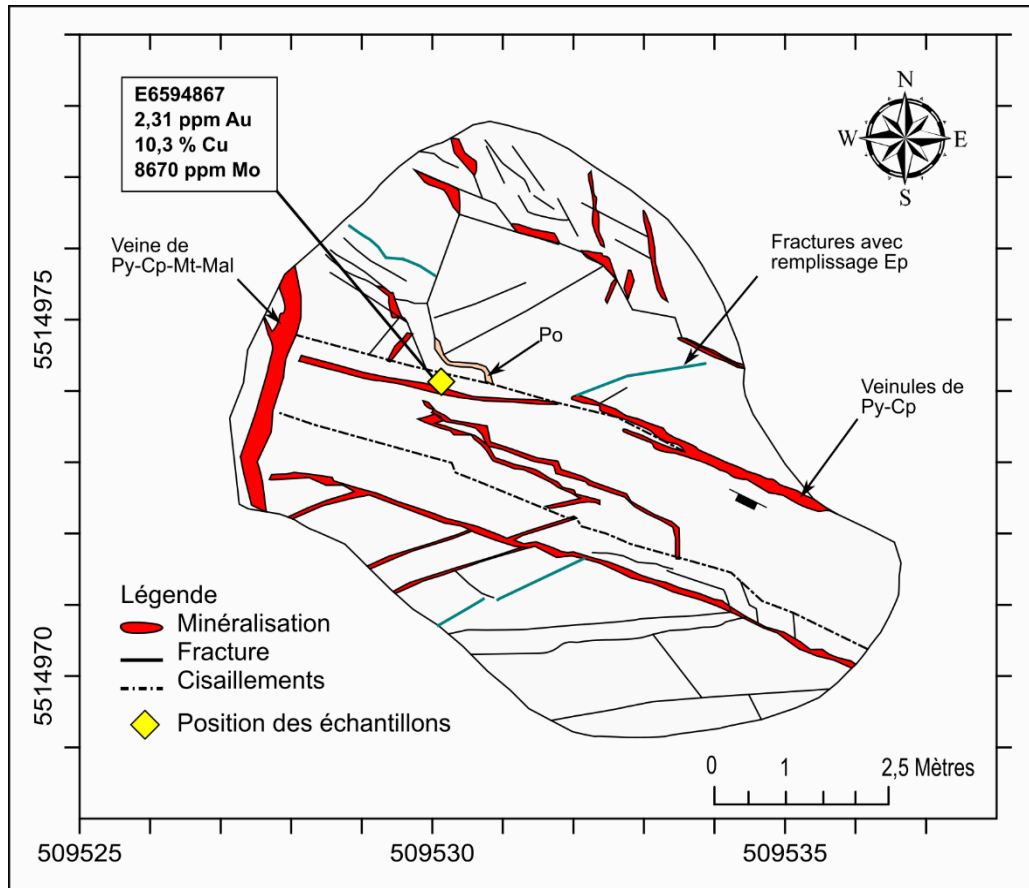 E6594867
2,31 ppm Au
10,3 % Cu
8670 ppm Mo
N
W
E
S
Veine de
Py-Cp-Mt-Mal
Fractures avec
remplissage Ep
5514975
Po
Veinules de
Py-Cp
Légende
Minéralisation
Fracture
Cisaillements
Position des échantillons
5514970
0 1 2,5 Mètres
509525 509530 509535